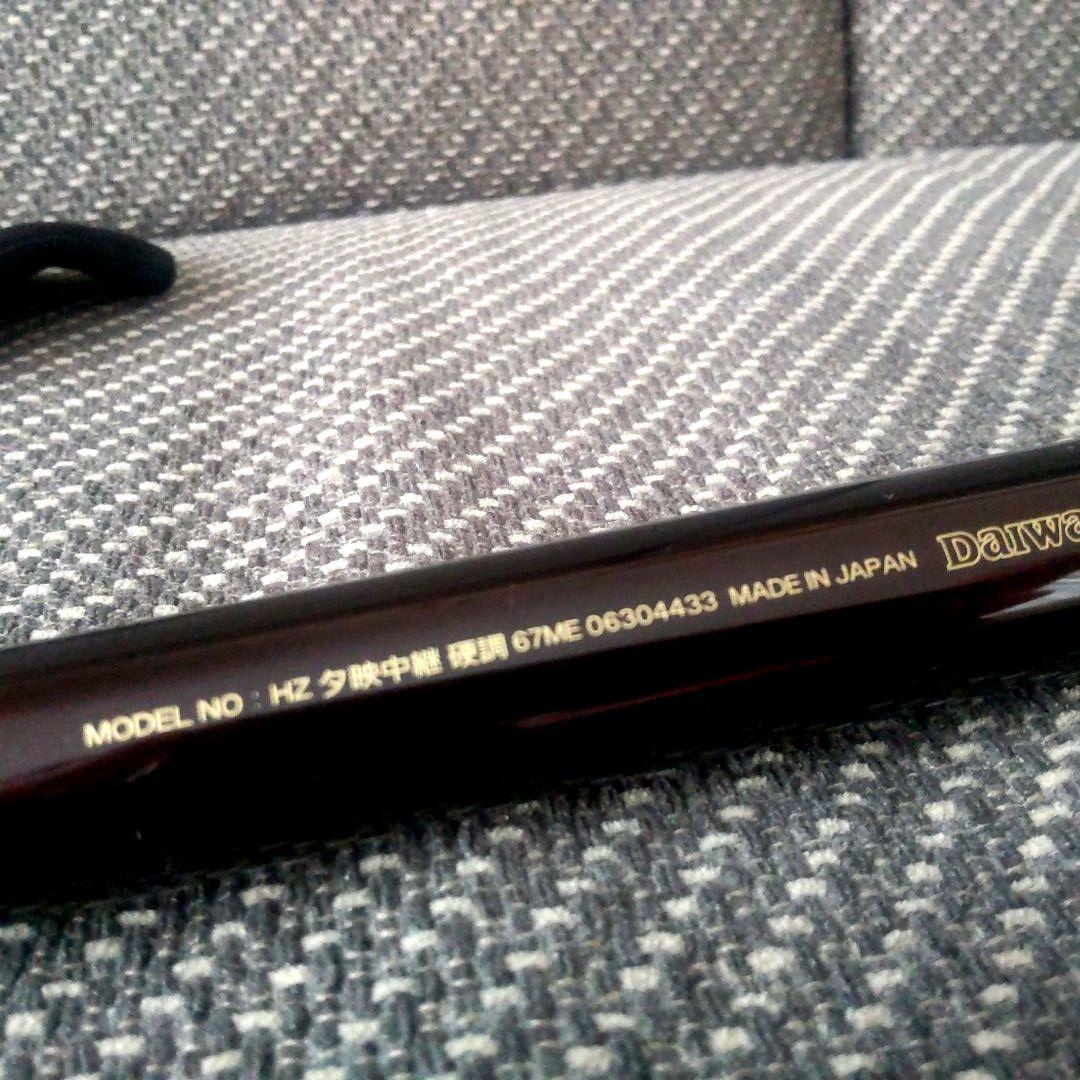 MODEL NO : HZ 夕映中継 硬調 67ME 06304433 MADE IN JAPAN Daiwa